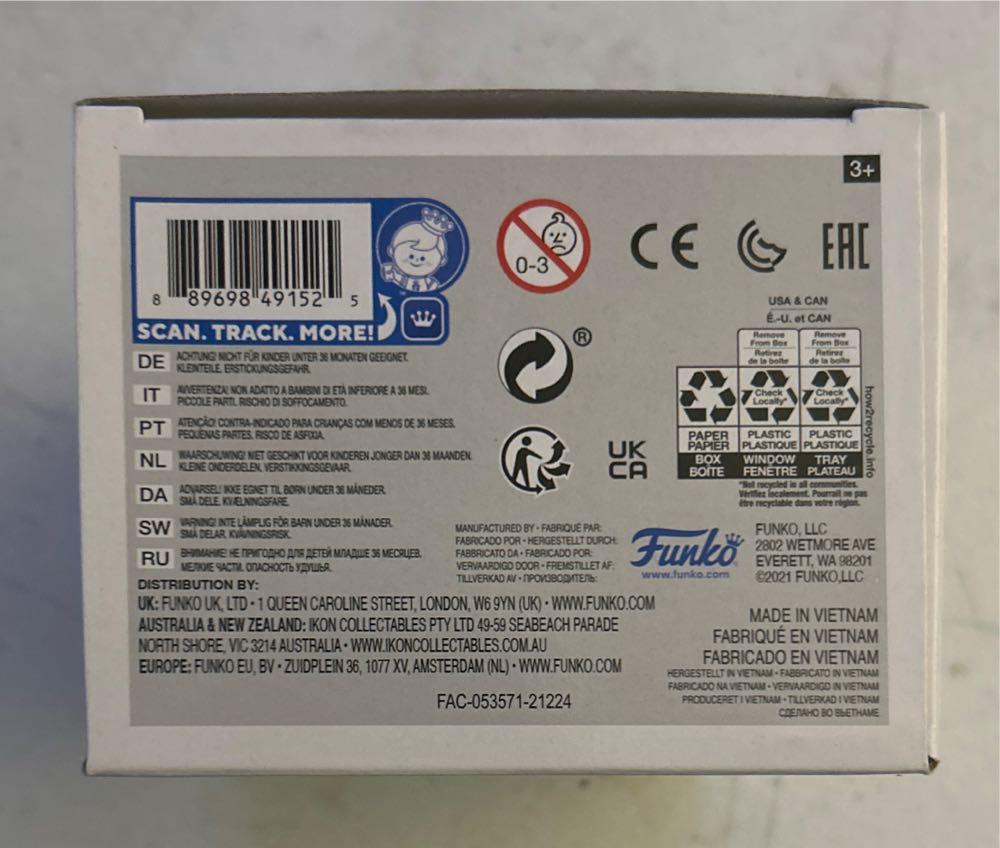 3+
8 89698 49152 5
SCAN. TRACK. MORE!
0-3
CE
EAC
USA & CAN
É.-U. et CAN
Remove From Box
Retirez de la boîte
Remove From Box
Retirez de la boîte
Check Locally*
Check Locally*
PAPER
PAPIER
BOX
BOÎTE
PLASTIC
PLASTIQUE
WINDOW
FENÊTRE
PLASTIC
PLASTIQUE
TRAY
PLATEAU
how2recycle.info
*Not recycled in all communities.
Vérifiez localement. Pourrait ne pas
être recyclable dans votre région.
®
UK
CA
DE ACHTUNG! NICHT FÜR KINDER UNTER 36 MONATEN GEEIGNET.
KLEINTEILE. ERSTICKUNGSGEFAHR.
IT AVVERTENZA! NON ADATTO A BAMBINI DI ETÀ INFERIORE A 36 MESI.
PICCOLE PARTI. RISCHIO DI SOFFOCAMENTO.
PT ATENÇÃO! CONTRA-INDICADO PARA CRIANÇAS COM MENOS DE 36 MESES.
PEQUENAS PARTES. RISCO DE ASFIXIA.
NL WAARSCHUWING! NIET GESCHIKT VOOR KINDEREN JONGER DAN 36 MAANDEN.
KLEINE ONDERDELEN. VERSTIKKINGSGEVAAR.
DA ADVARSEL! IKKE EGNET TIL BØRN UNDER 36 MÅNEDER.
SMÅ DELE. KVÆLNINGSFARE.
SW VARNING! INTE LÄMPLIG FÖR BARN UNDER 36 MÅNADER.
SMÅ DELAR. KVÄVNINGSRISK.
RU ВНИМАНИЕ! НЕ ПРИГОДНО ДЛЯ ДЕТЕЙ МЛАДШЕ 36 МЕСЯЦЕВ.
МЕЛКИЕ ЧАСТИ. ОПАСНОСТЬ УДУШЬЯ.
MANUFACTURED BY • FABRIQUÉ PAR:
FABRICADO POR • HERGESTELLT DURCH:
FABBRICATO DA • FABRICADO POR:
VERVAARDIGD DOOR • FREMSTILLET AF:
TILLVERKAD AV • ПРОИЗВОДИТЕЛЬ:
Funko
www.funko.com
FUNKO, LLC
2802 WETMORE AVE
EVERETT, WA 98201
©2021 FUNKO,LLC
DISTRIBUTION BY:
UK: FUNKO UK, LTD • 1 QUEEN CAROLINE STREET, LONDON, W6 9YN (UK) • WWW.FUNKO.COM
AUSTRALIA & NEW ZEALAND: IKON COLLECTABLES PTY LTD 49-59 SEABEACH PARADE
NORTH SHORE, VIC 3214 AUSTRALIA • WWW.IKONCOLLECTABLES.COM.AU
EUROPE: FUNKO EU, BV • ZUIDPLEIN 36, 1077 XV, AMSTERDAM (NL) • WWW.FUNKO.COM
FAC-053571-21224
MADE IN VIETNAM
FABRIQUÉ EN VIETNAM
FABRICADO EN VIETNAM
HERGESTELLT IN VIETNAM • FABBRICATO IN VIETNAM
FABRICADO NA VIETNAM • VERVAARDIGD IN VIETNAM
PRODUCERET I VIETNAM • TILLVERKAD I VIETNAM
СДЕЛАНО ВО ВЬЕТНАМЕ